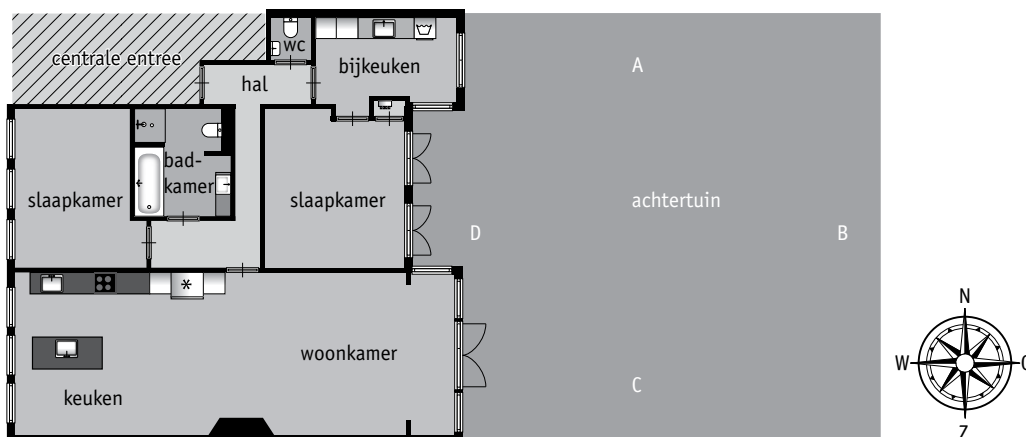 centrale entree
wc
hal
bijkeuken
A
slaapkamer
bad-
kamer
slaapkamer
achtertuin
D
B
woonkamer
keuken
C
N
W
O
Z